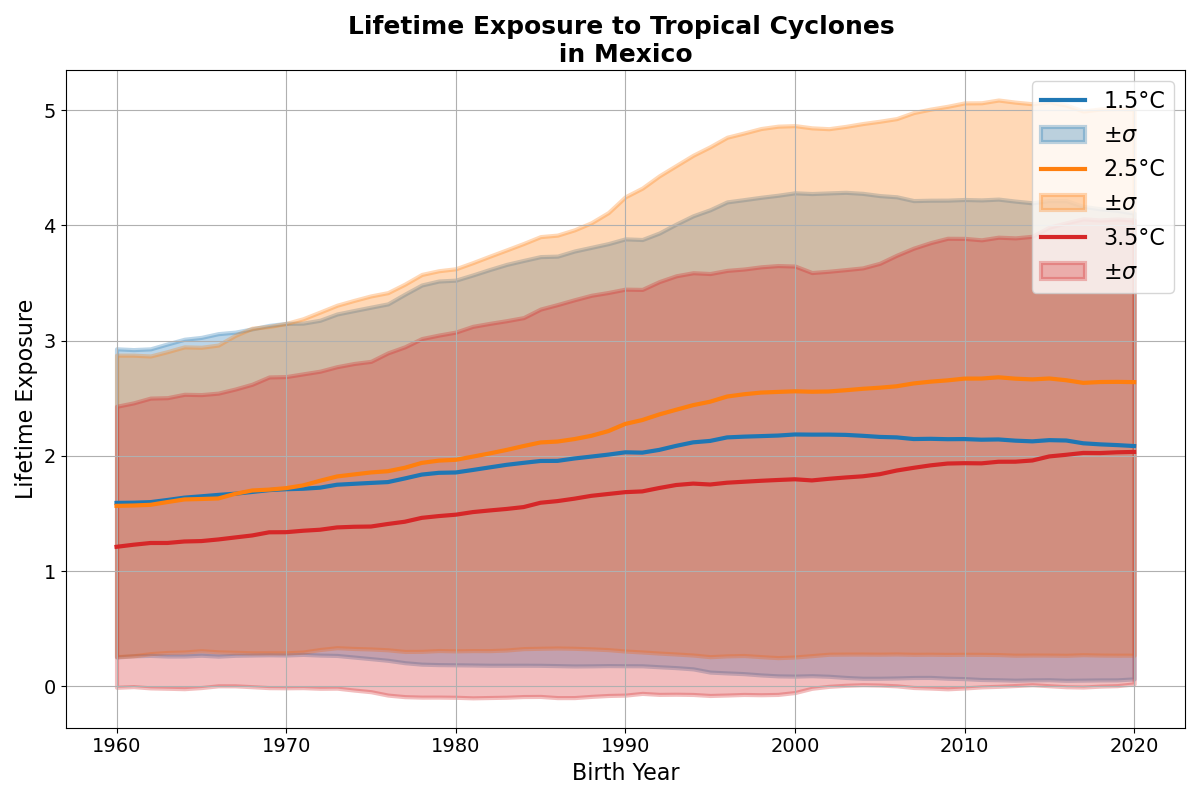 Lifetime Exposure to Tropical Cyclones
in Mexico
Lifetime Exposure
5
4
3
2
1
0
1960
1970
1980
1990
2000
2010
2020
Birth Year
1.5°C
±σ
2.5°C
±σ
3.5°C
±σ